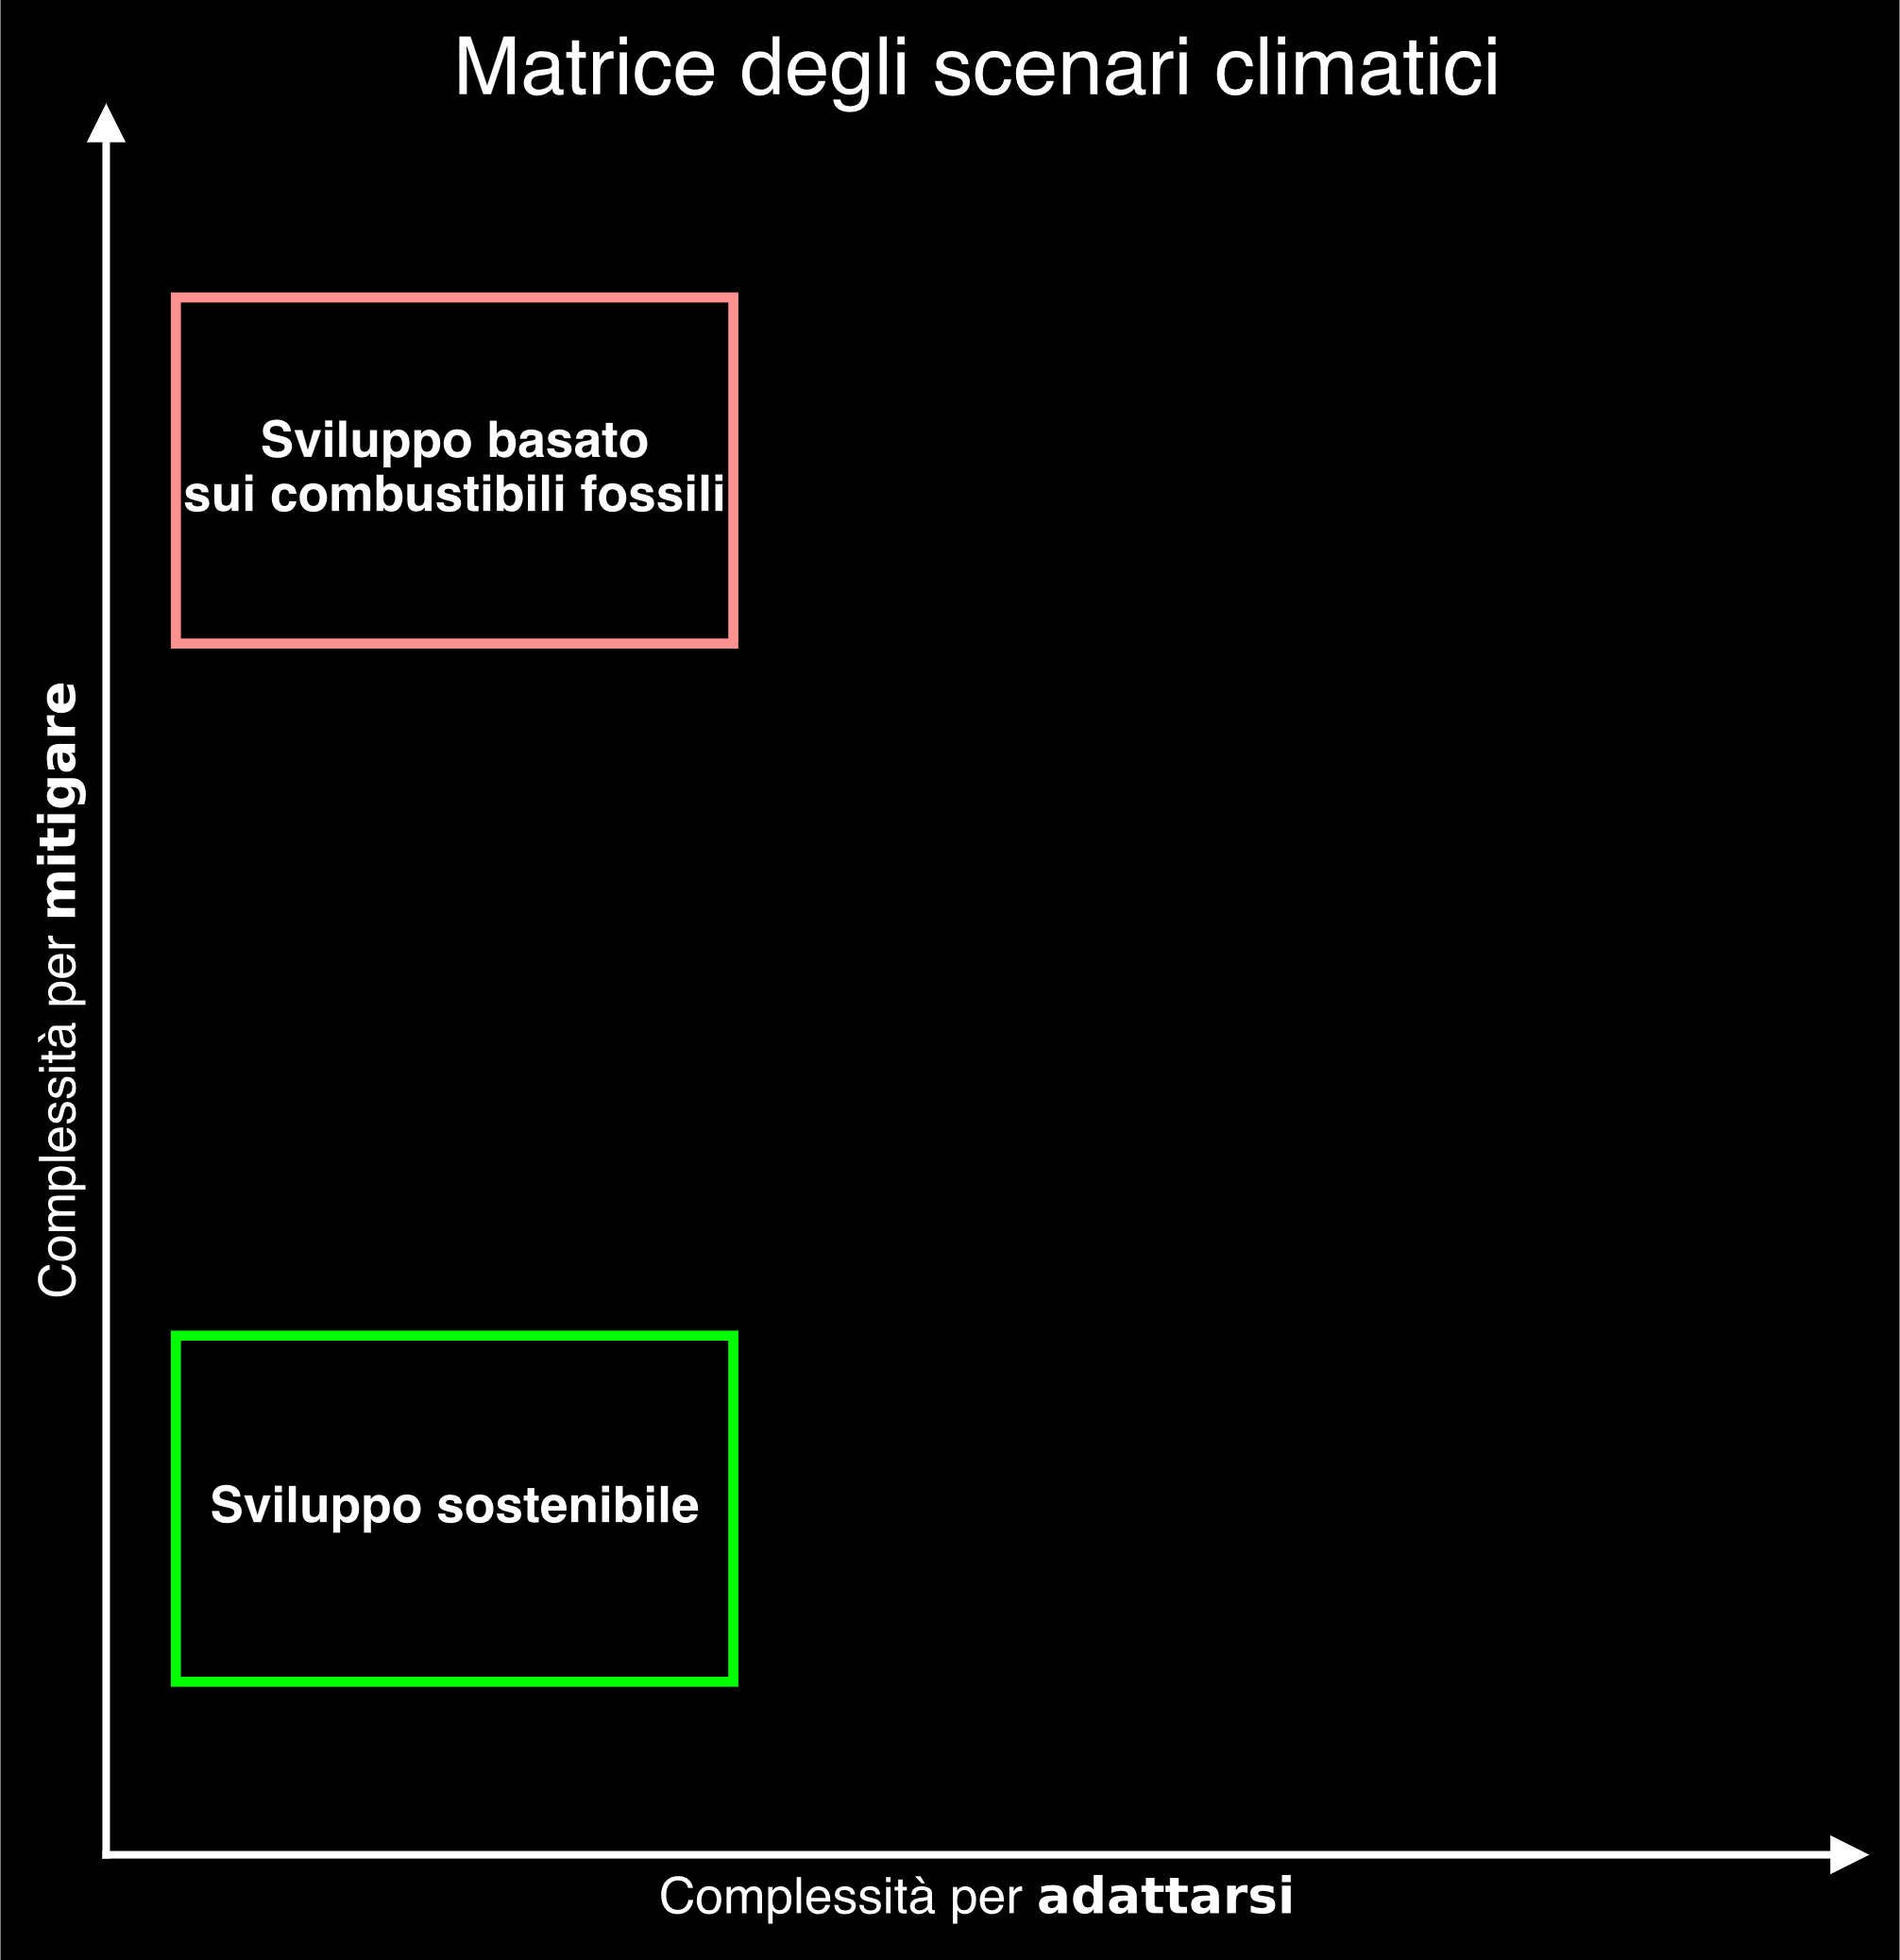 Matrice degli scenari climatici
Sviluppo basato
sui combustibili fossili
Complessità per mitigare
Sviluppo sostenibile
Complessità per adattarsi